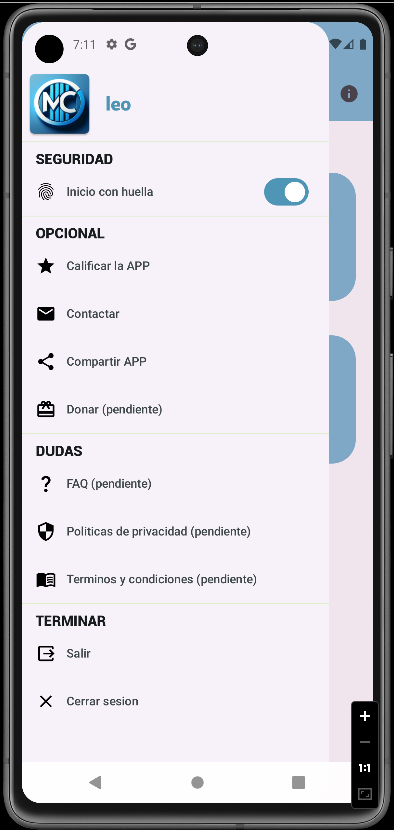 7:11 G
MC
leo
SEGURIDAD
Inicio con huella
OPCIONAL
Calificar la APP
Contactar
Compartir APP
Donar (pendiente)
DUDAS
FAQ (pendiente)
Politicas de privacidad (pendiente)
Terminos y condiciones (pendiente)
TERMINAR
Salir
Cerrar sesion
1:1